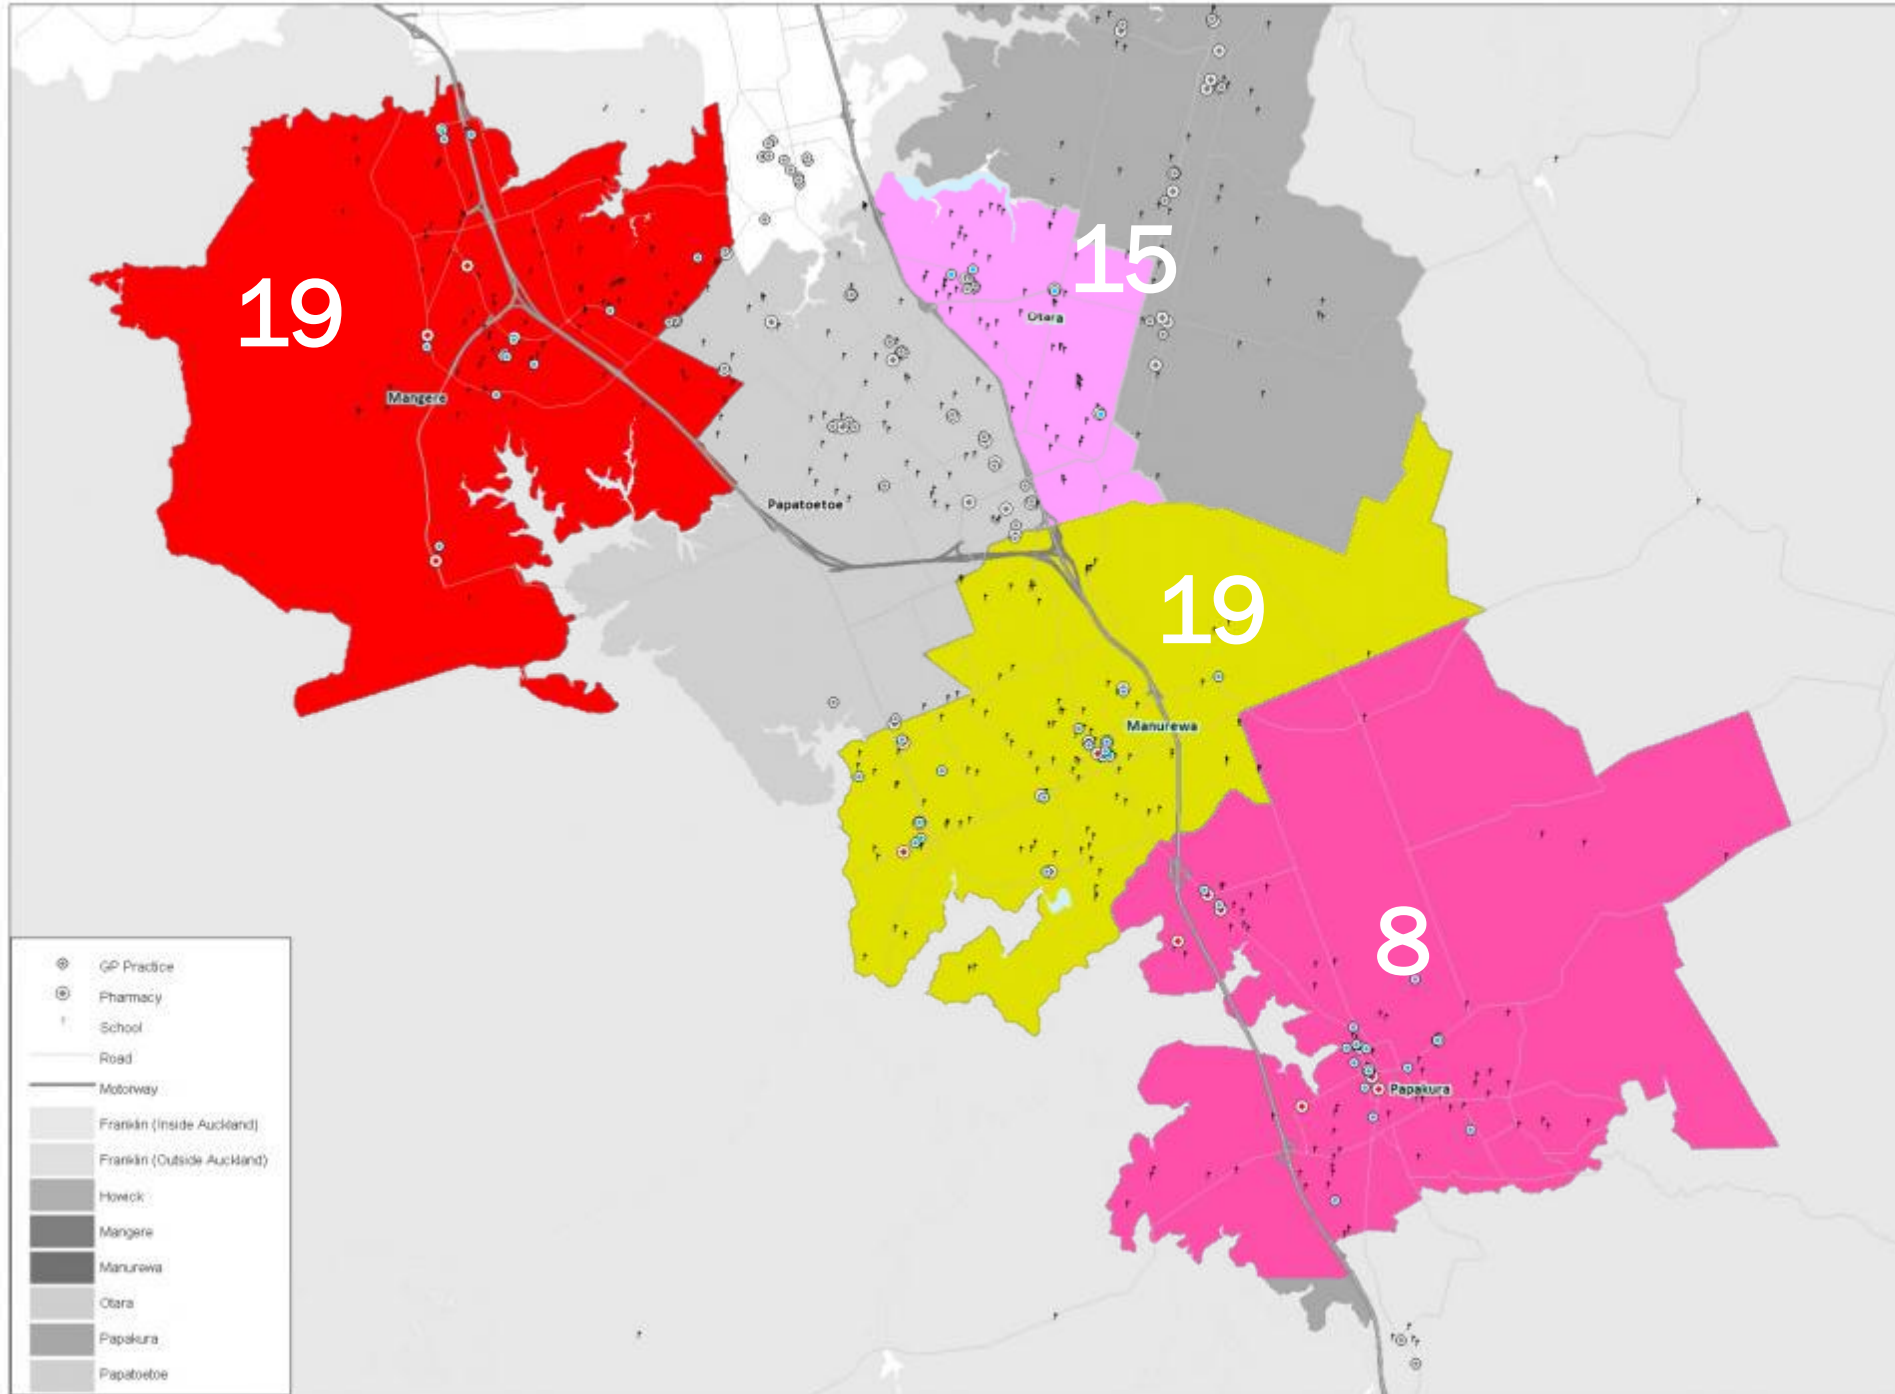 15
19
Otara
Mangere
Papatoetoe
19
Manurewa
8
Papakura
GP Practice
Pharmacy
School
Road
Motorway
Franklin (Inside Auckland)
Franklin (Outside Auckland)
Howick
Mangere
Manurewa
Otara
Papakura
Papatoetoe